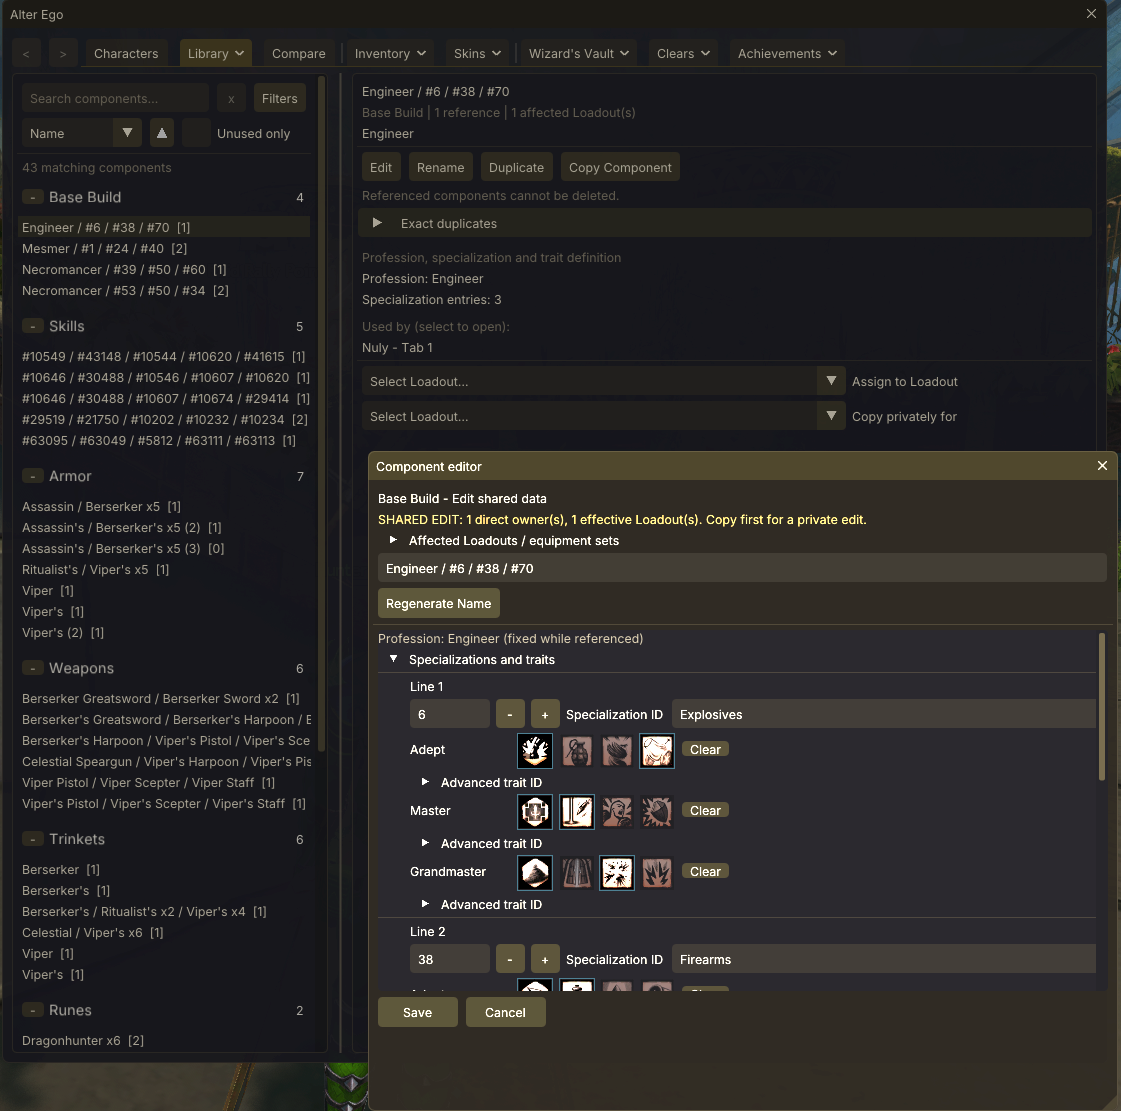 Alter Ego
< > Characters Library Compare Inventory Skins Wizard's Vault Clears Achievements
Search components... x Filters
Name Unused only
43 matching components
- Base Build 4
Engineer / #6 / #38 / #70 [1]
Mesmer / #1 / #24 / #40 [2]
Necromancer / #39 / #50 / #60 [1]
Necromancer / #53 / #50 / #34 [2]
- Skills 5
#10549 / #43148 / #10544 / #10620 / #41615 [1]
#10646 / #30488 / #10546 / #10607 / #10620 [1]
#10646 / #30488 / #10607 / #10674 / #29414 [1]
#29519 / #21750 / #10202 / #10232 / #10234 [2]
#63095 / #63049 / #5812 / #63111 / #63113 [1]
- Armor 7
Assassin / Berserker x5 [1]
Assassin's / Berserker's x5 (2) [1]
Assassin's / Berserker's x5 (3) [0]
Ritualist's / Viper's x5 [1]
Viper [1]
Viper's [1]
Viper's (2) [1]
- Weapons 6
Berserker Greatsword / Berserker Sword x2 [1]
Berserker's Greatsword / Berserker's Harpoon / B
Berserker's Harpoon / Viper's Pistol / Viper's Sce
Celestial Speargun / Viper's Harpoon / Viper's Pis
Viper Pistol / Viper Scepter / Viper Staff [1]
Viper's Pistol / Viper's Scepter / Viper's Staff [1]
- Trinkets 6
Berserker [1]
Berserker's [1]
Berserker's / Ritualist's x2 / Viper's x4 [1]
Celestial / Viper's x6 [1]
Viper [1]
Viper's [1]
- Runes 2
Dragonhunter x6 [2]
Engineer / #6 / #38 / #70
Base Build | 1 reference | 1 affected Loadout(s)
Engineer
Edit Rename Duplicate Copy Component
Referenced components cannot be deleted.
Exact duplicates
Profession, specialization and trait definition
Profession: Engineer
Specialization entries: 3
Used by (select to open):
Nuly - Tab 1
Select Loadout... Assign to Loadout
Select Loadout... Copy privately for
Component editor
Base Build - Edit shared data
SHARED EDIT: 1 direct owner(s), 1 effective Loadout(s). Copy first for a private edit.
Affected Loadouts / equipment sets
Engineer / #6 / #38 / #70
Regenerate Name
Profession: Engineer (fixed while referenced)
Specializations and traits
Line 1
6 - + Specialization ID Explosives
Adept Clear
Advanced trait ID
Master Clear
Advanced trait ID
Grandmaster Clear
Advanced trait ID
Line 2
38 - + Specialization ID Firearms
Save Cancel